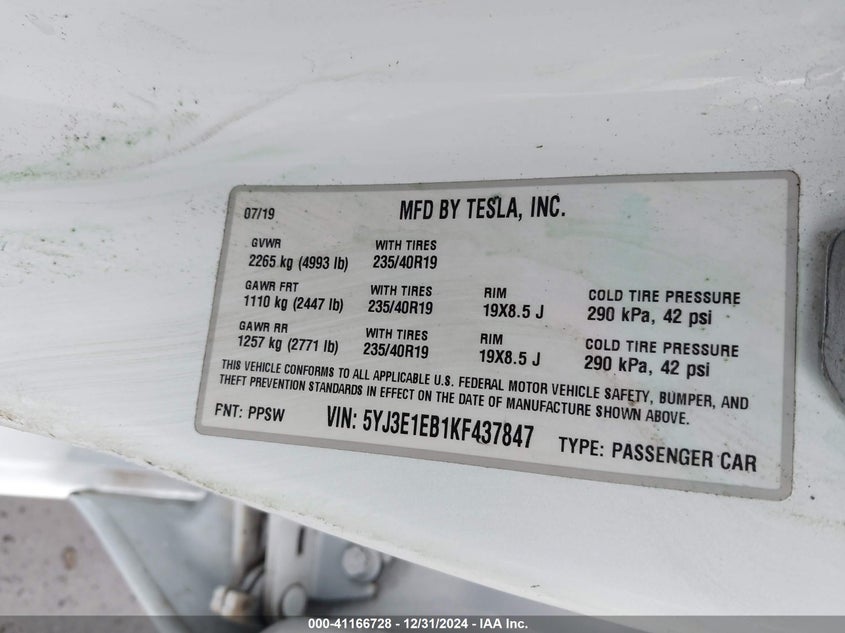 07/19 MFD BY TESLA, INC.
GVWR WITH TIRES
2265 kg (4993 lb) 235/40R19
GAWR FRT WITH TIRES RIM COLD TIRE PRESSURE
1110 kg (2447 lb) 235/40R19 19X8.5 J 290 kPa, 42 psi
GAWR RR WITH TIRES RIM COLD TIRE PRESSURE
1257 kg (2771 lb) 235/40R19 19X8.5 J 290 kPa, 42 psi
THIS VEHICLE CONFORMS TO ALL APPLICABLE U.S. FEDERAL MOTOR VEHICLE SAFETY, BUMPER, AND
THEFT PREVENTION STANDARDS IN EFFECT ON THE DATE OF MANUFACTURE SHOWN ABOVE.
FNT: PPSW VIN: 5YJ3E1EB1KF437847 TYPE: PASSENGER CAR
000-41166728 - 12/31/2024 - IAA Inc.